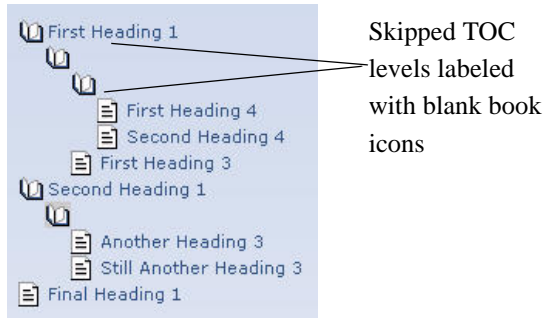 First Heading 1
First Heading 4
Second Heading 4
First Heading 3
Second Heading 1
Another Heading 3
Still Another Heading 3
Final Heading 1
Skipped TOC
levels labeled
with blank book
icons